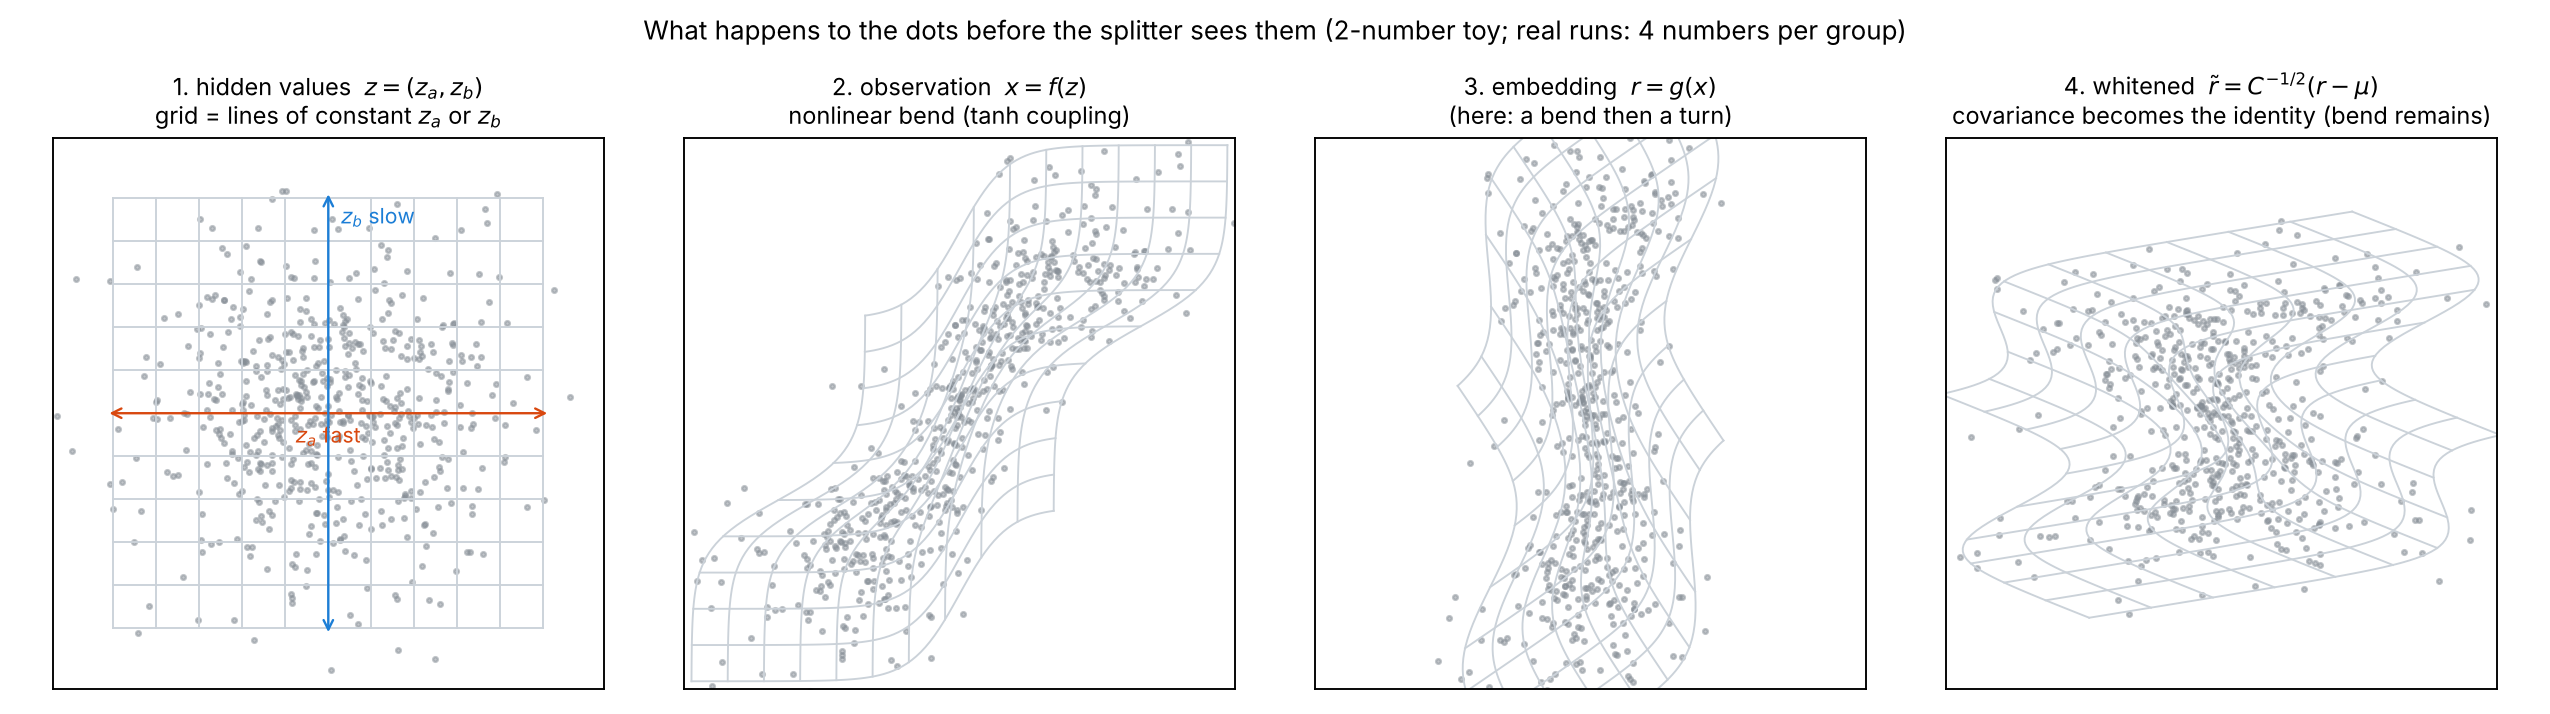 What happens to the dots before the splitter sees them (2-number toy; real runs: 4 numbers per group)
1. hidden values z = (z_a, z_b)
grid = lines of constant z_a or z_b
z_b slow
z_a fast
2. observation x = f(z)
nonlinear bend (tanh coupling)
3. embedding r = g(x)
(here: a bend then a turn)
4. whitened r̃ = C^{−1/2}(r − μ)
covariance becomes the identity (bend remains)